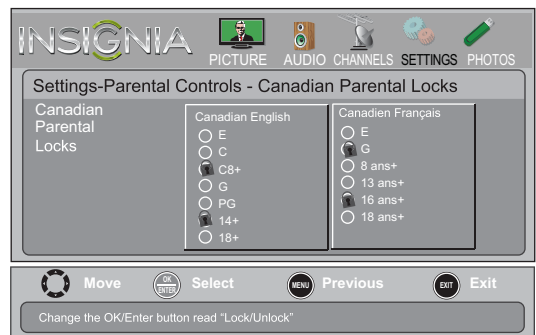 INSIGNIA
PICTURE AUDIO CHANNELS SETTINGS PHOTOS
Settings-Parental Controls - Canadian Parental Locks
Canadian
Parental
Locks
Canadian English
E
C
C8+
G
PG
14+
18+
Canadien Français
E
G
8 ans+
13 ans+
16 ans+
18 ans+
Move
OK
ENTER
Select
MENU
Previous
EXIT
Exit
Change the OK/Enter button read “Lock/Unlock”